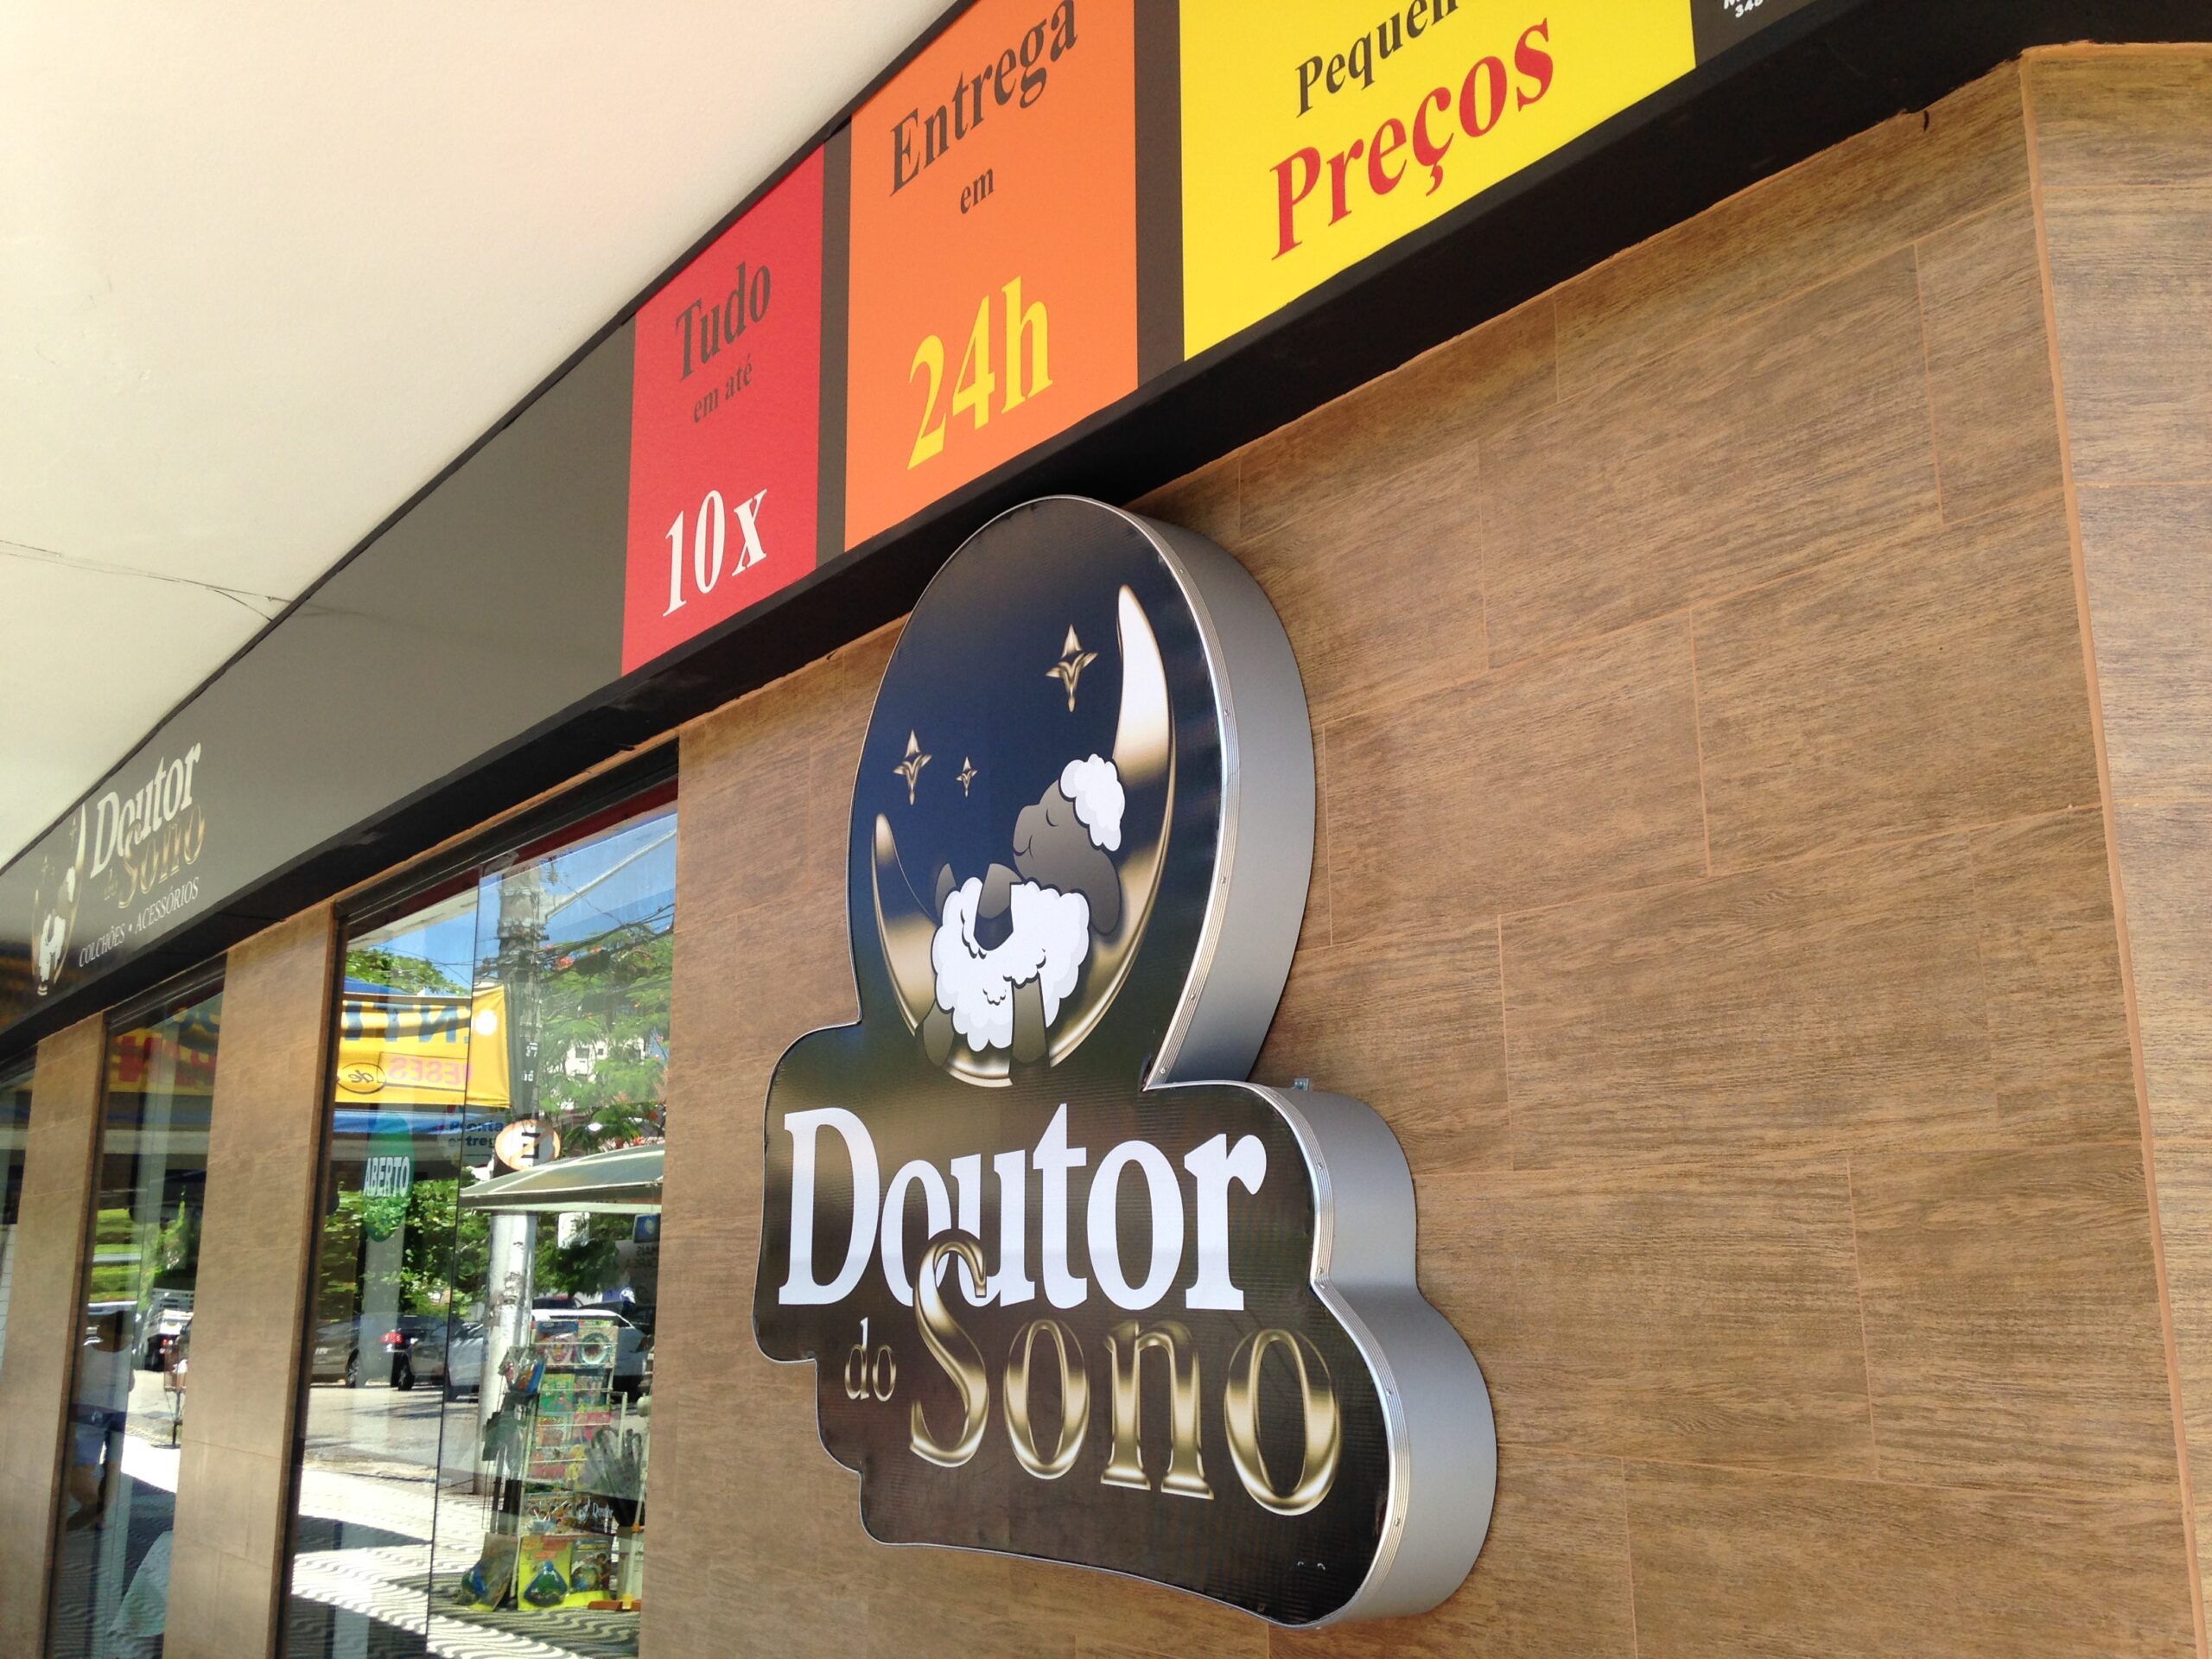 Tudo
em até
10x
Entrega
em
24h
Preços
Doutor
do Sono
COLCHÕES • ACESSÓRIOS
Doutor
do Sono
ABERTO